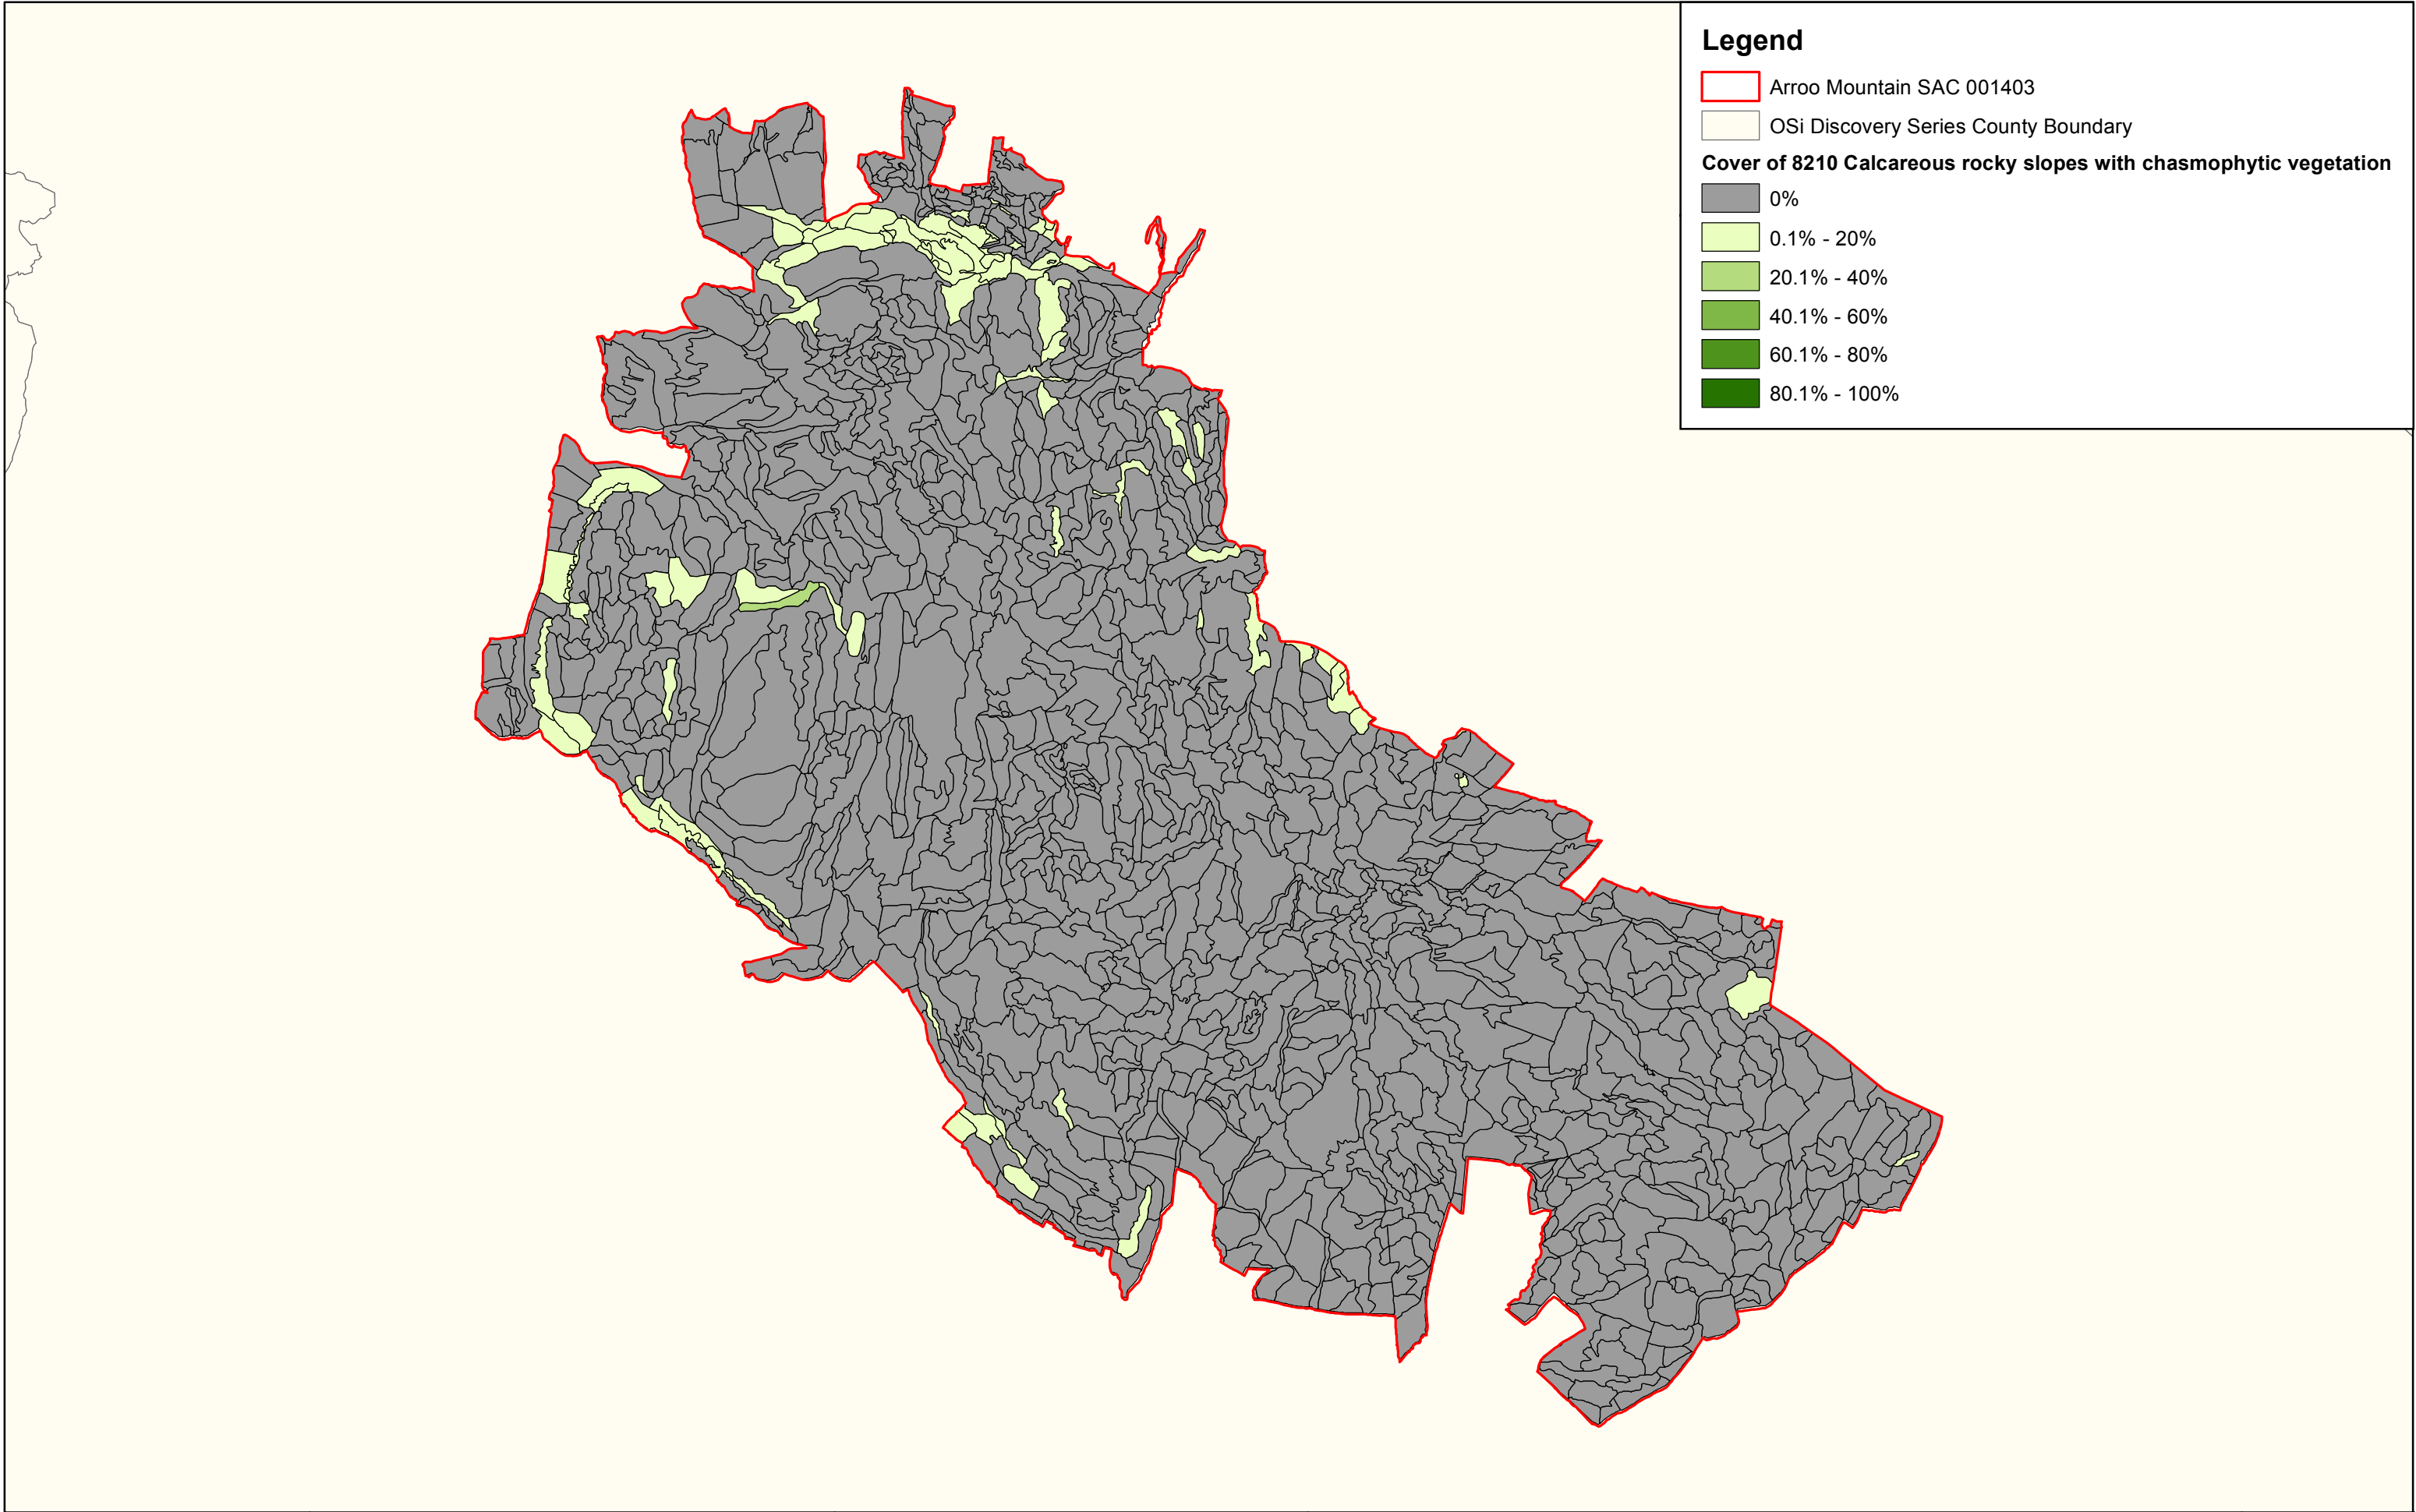 Legend
Arroo Mountain SAC 001403
OSi Discovery Series County Boundary
Cover of 8210 Calcareous rocky slopes with chasmophytic vegetation
0%
0.1% - 20%
20.1% - 40%
40.1% - 60%
60.1% - 80%
80.1% - 100%